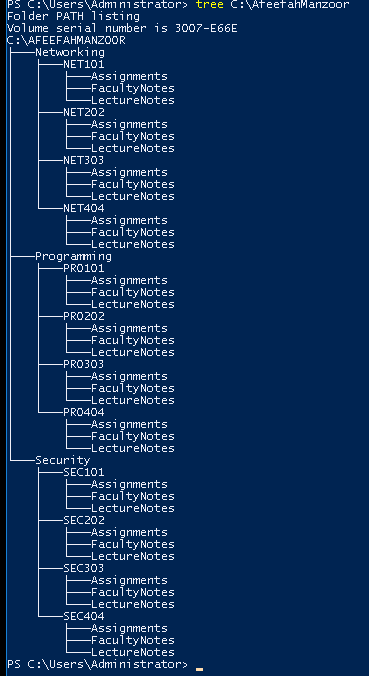 PS C:\Users\Administrator> tree C:\AfeefahManzoor
Folder PATH listing
Volume serial number is 3007-E66E
C:\AFEEFAHMANZOOR
├───Networking
│   ├───NET101
│   │   ├───Assignments
│   │   ├───FacultyNotes
│   │   └───LectureNotes
│   ├───NET202
│   │   ├───Assignments
│   │   ├───FacultyNotes
│   │   └───LectureNotes
│   ├───NET303
│   │   ├───Assignments
│   │   ├───FacultyNotes
│   │   └───LectureNotes
│   └───NET404
│       ├───Assignments
│       ├───FacultyNotes
│       └───LectureNotes
├───Programming
│   ├───PRO101
│   │   ├───Assignments
│   │   ├───FacultyNotes
│   │   └───LectureNotes
│   ├───PRO202
│   │   ├───Assignments
│   │   ├───FacultyNotes
│   │   └───LectureNotes
│   ├───PRO303
│   │   ├───Assignments
│   │   ├───FacultyNotes
│   │   └───LectureNotes
│   └───PRO404
│       ├───Assignments
│       ├───FacultyNotes
│       └───LectureNotes
└───Security
    ├───SEC101
    │   ├───Assignments
    │   ├───FacultyNotes
    │   └───LectureNotes
    ├───SEC202
    │   ├───Assignments
    │   ├───FacultyNotes
    │   └───LectureNotes
    ├───SEC303
    │   ├───Assignments
    │   ├───FacultyNotes
    │   └───LectureNotes
    └───SEC404
        ├───Assignments
        ├───FacultyNotes
        └───LectureNotes
PS C:\Users\Administrator> _